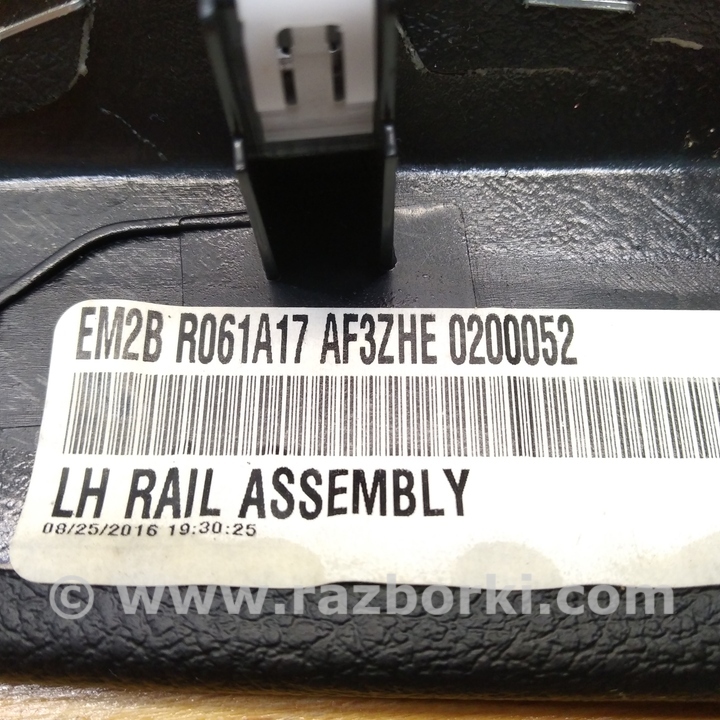 EM2B R061A17 AF3ZHE 0200052
LH RAIL ASSEMBLY
08/25/2016 19:30:25
© www.razborki.com